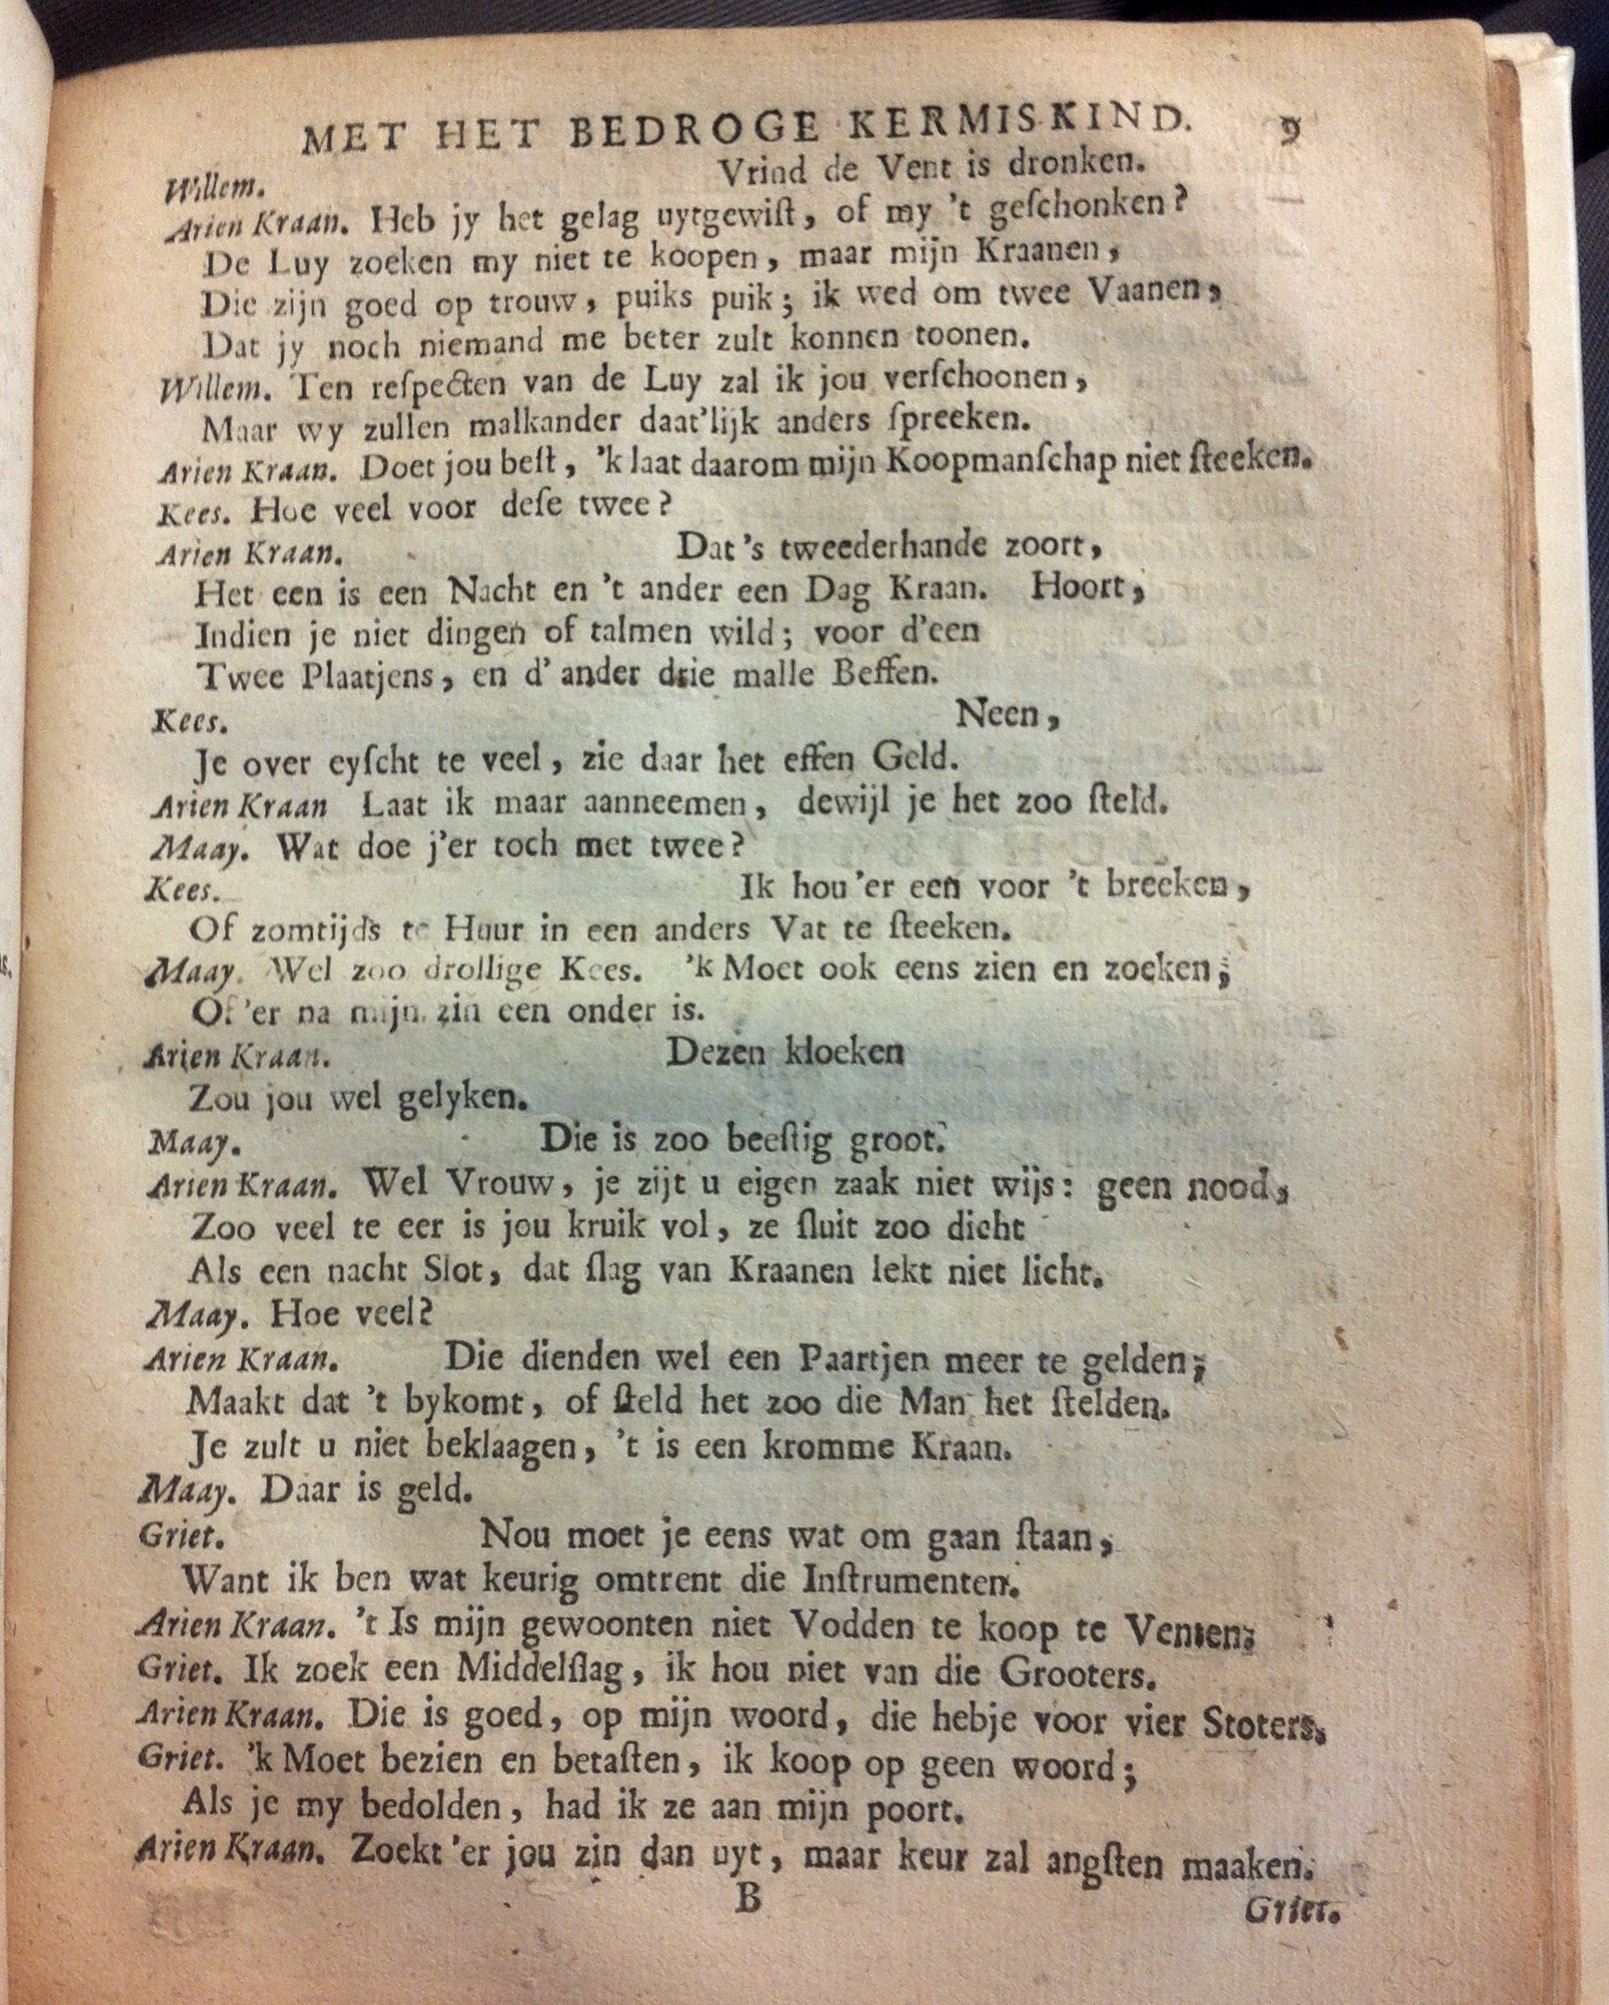 MET HET BEDROGE KERMISKIND. 9
Willem. Vrind de Vent is dronken.
Arien Kraan. Heb jy het gelag uytgewiſt, of my 't geſchonken?
De Luy zoeken my niet te koopen, maar mijn Kraanen,
Die zijn goed op trouw, puiks puik; ik wed om twee Vaanen,
Dat jy noch niemand me beter zult konnen toonen.
Willem. Ten reſpecten van de Luy zal ik jou verſchoonen,
Maar wy zullen malkander daat'lijk anders ſpreeken.
Arien Kraan. Doet jou beſt, 'k laat daarom mijn Koopmanſchap niet ſteeken.
Kees. Hoe veel voor deſe twee?
Arien Kraan. Dat's tweederhande zoort,
Het een is een Nacht en 't ander een Dag Kraan. Hoort,
Indien je niet dingen of talmen wild; voor d'een
Twee Plaatjens, en d'ander drie malle Beffen.
Kees. Neen,
Je over eyſcht te veel, zie daar het effen Geld.
Arien Kraan Laat ik maar aanneemen, dewijl je het zoo ſteld.
Maay. Wat doe j'er toch met twee?
Kees. Ik hou'er een voor 't breeken,
Of zomtijds te Huur in een anders Vat te ſteeken.
Maay. Wel zoo drollige Kees. 'k Moet ook eens zien en zoeken;
Of 'er na mijn zin een onder is.
Arien Kraan. Dezen kloeken
Zou jou wel gelyken.
Maay. Die is zoo beeſtig groot.
Arien Kraan. Wel Vrouw, je zijt u eigen zaak niet wijs: geen nood,
Zoo veel te eer is jou kruik vol, ze ſluit zoo dicht
Als een nacht Slot, dat ſlag van Kraanen lekt niet licht.
Maay. Hoe veel?
Arien Kraan. Die dienden wel een Paartjen meer te gelden;
Maakt dat 't bykomt, of ſteld het zoo die Man het ſtelden.
Je zult u niet beklaagen, 't is een kromme Kraan.
Maay. Daar is geld.
Griet. Nou moet je eens wat om gaan ſtaan,
Want ik ben wat keurig omtrent die Inſtrumenten.
Arien Kraan. 't Is mijn gewoonten niet Vodden te koop te Venten.
Griet. Ik zoek een Middelſlag, ik hou niet van die Grooters.
Arien Kraan. Die is goed, op mijn woord, die hebje voor vier Stoters.
Griet. 'k Moet bezien en betaſten, ik koop op geen woord;
Als je my bedolden, had ik ze aan mijn poort.
Arien Kraan. Zoekt'er jou zin dan uyt, maar keur zal angſten maaken.
B
Griet.